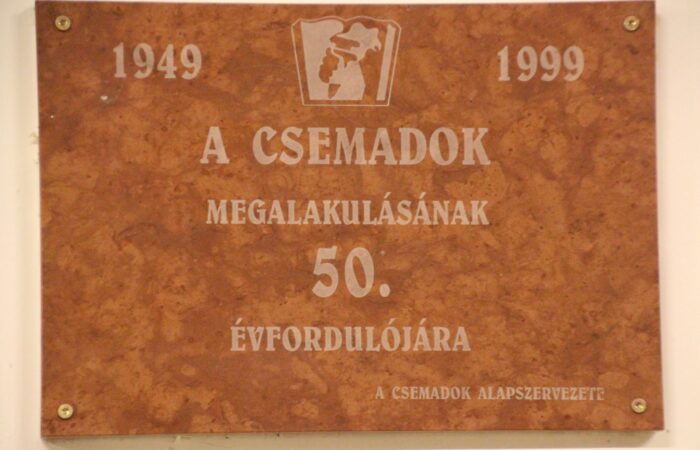 1949 1999
A CSEMADOK
MEGALAKULÁSÁNAK
50.
ÉVFORDULÓJÁRA
A CSEMADOK ALAPSZERVEZETE